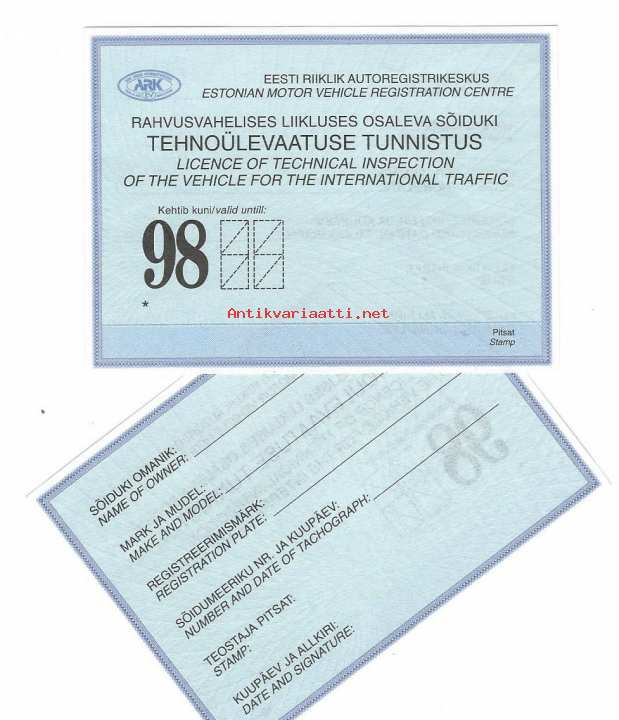 ARK
EESTI RIIKLIK AUTOREGISTRIKESKUS
ESTONIAN MOTOR VEHICLE REGISTRATION CENTRE
RAHVUSVAHELISES LIIKLUSES OSALEVA SÕIDUKI
TEHNOÜLEVAATUSE TUNNISTUS
LICENCE OF TECHNICAL INSPECTION
OF THE VEHICLE FOR THE INTERNATIONAL TRAFFIC
Kehtib kuni/valid untill:
98
*
Antikvariaatti.net
Pitsat
Stamp
SÕIDUKI OMANIK:
NAME OF OWNER:
MARK JA MUDEL:
MAKE AND MODEL:
REGISTREERIMISMÄRK:
REGISTRATION PLATE:
SÕIDUMEERIKU NR. JA KUUPÄEV:
NUMBER AND DATE OF TACHOGRAPH:
TEOSTAJA PITSAT:
STAMP:
KUUPÄEV JA ALLKIRI:
DATE AND SIGNATURE: